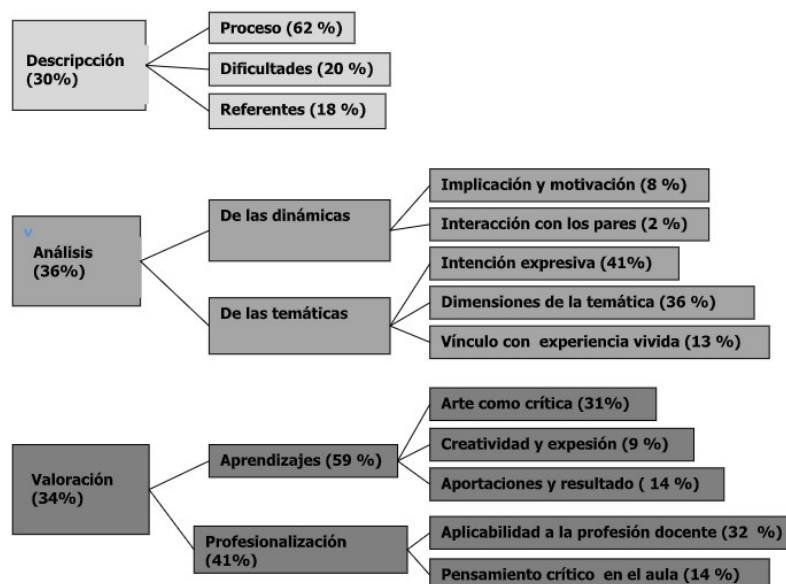 Proceso (62 %)
Descripcción
(30%)
Dificultades (20 %)
Referentes (18 %)
v
Análisis
(36%)
De las dinámicas
Implicación y motivación (8 %)
Interacción con los pares (2 %)
De las temáticas
Intención expresiva (41%)
Dimensiones de la temática (36 %)
Vínculo con experiencia vivida (13 %)
Valoración
(34%)
Aprendizajes (59 %)
Arte como crítica (31%)
Creatividad y expesión (9 %)
Aportaciones y resultado ( 14 %)
Profesionalización
(41%)
Aplicabilidad a la profesión docente (32 %)
Pensamiento crítico en el aula (14 %)